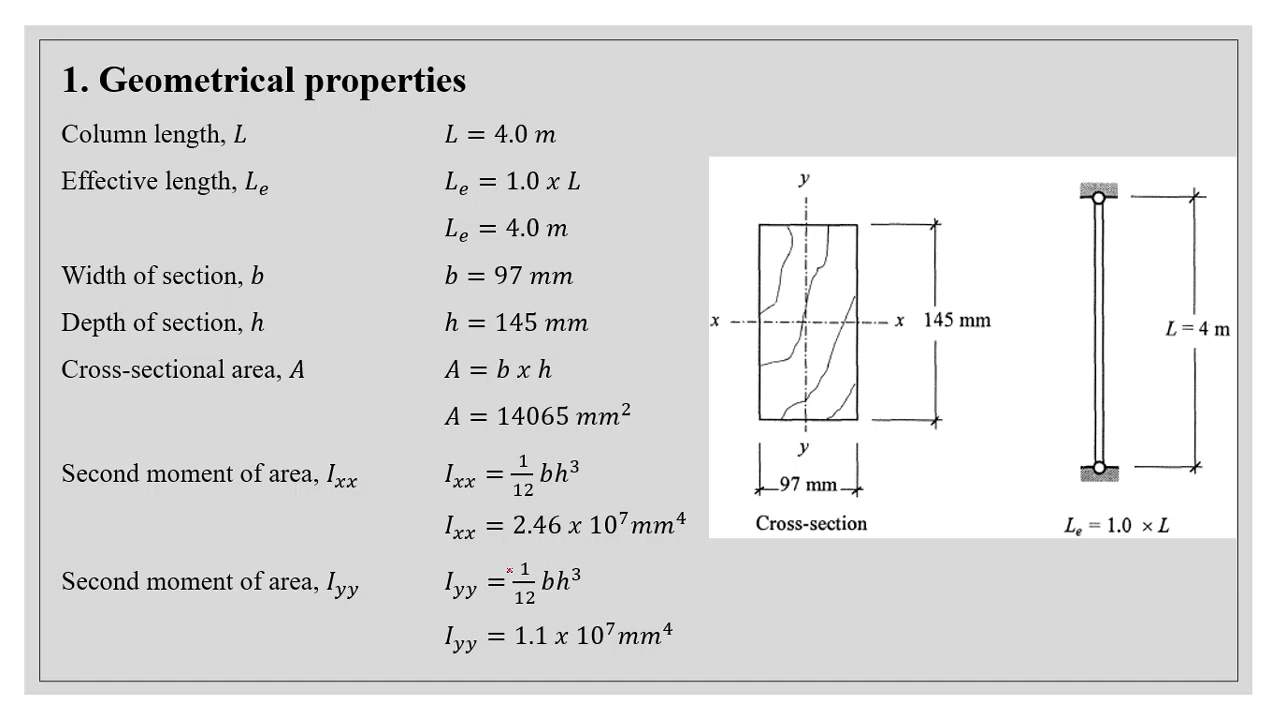 1. Geometrical properties
Column length, L
L = 4.0 m
Effective length, Lₑ
Lₑ = 1.0 x L
Lₑ = 4.0 m
Width of section, b
b = 97 mm
Depth of section, h
h = 145 mm
Cross-sectional area, A
A = b x h
A = 14065 mm²
Second moment of area, Iₓₓ
Iₓₓ = 1/12 bh³
Iₓₓ = 2.46 x 10⁷mm⁴
Second moment of area, I_yy
I_yy = 1/12 bh³
I_yy = 1.1 x 10⁷mm⁴
y
x
x
145 mm
y
97 mm
Cross-section
L = 4 m
Lₑ = 1.0 × L